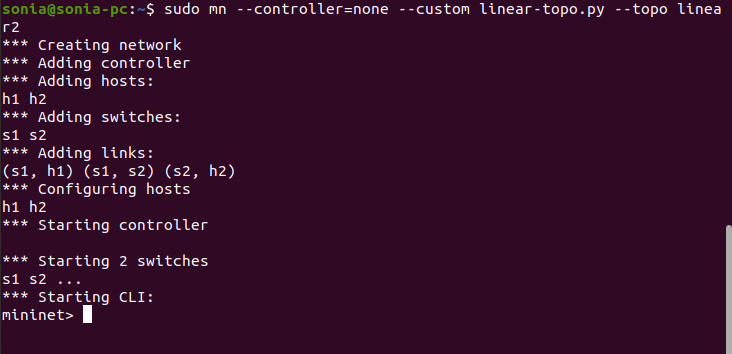 sonia@sonia-pc:~$ sudo mn --controller=none --custom linear-topo.py --topo linea
r2
*** Creating network
*** Adding controller
*** Adding hosts:
h1 h2
*** Adding switches:
s1 s2
*** Adding links:
(s1, h1) (s1, s2) (s2, h2)
*** Configuring hosts
h1 h2
*** Starting controller

*** Starting 2 switches
s1 s2 ...
*** Starting CLI:
mininet>